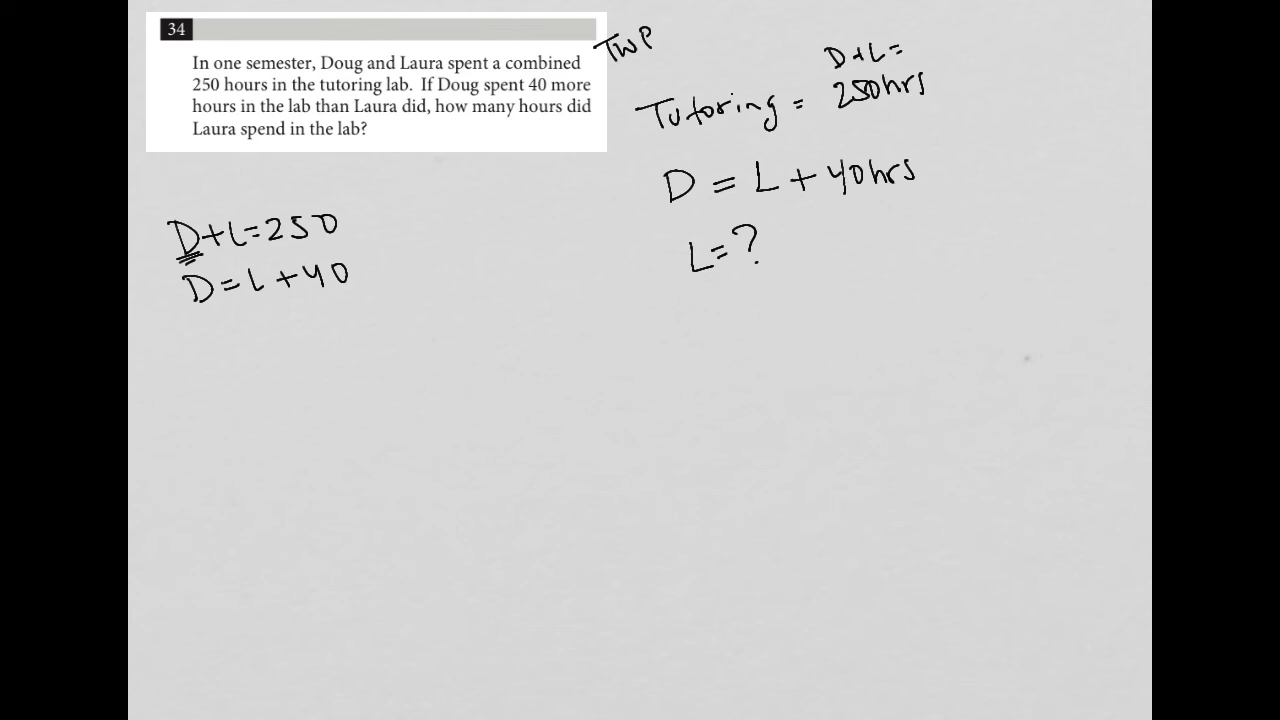 34
In one semester, Doug and Laura spent a combined
250 hours in the tutoring lab. If Doug spent 40 more
hours in the lab than Laura did, how many hours did
Laura spend in the lab?
TWP
D+L=
Tutoring = 250hrs
D = L + 40hrs
L=?
D+L=250
D=L+40